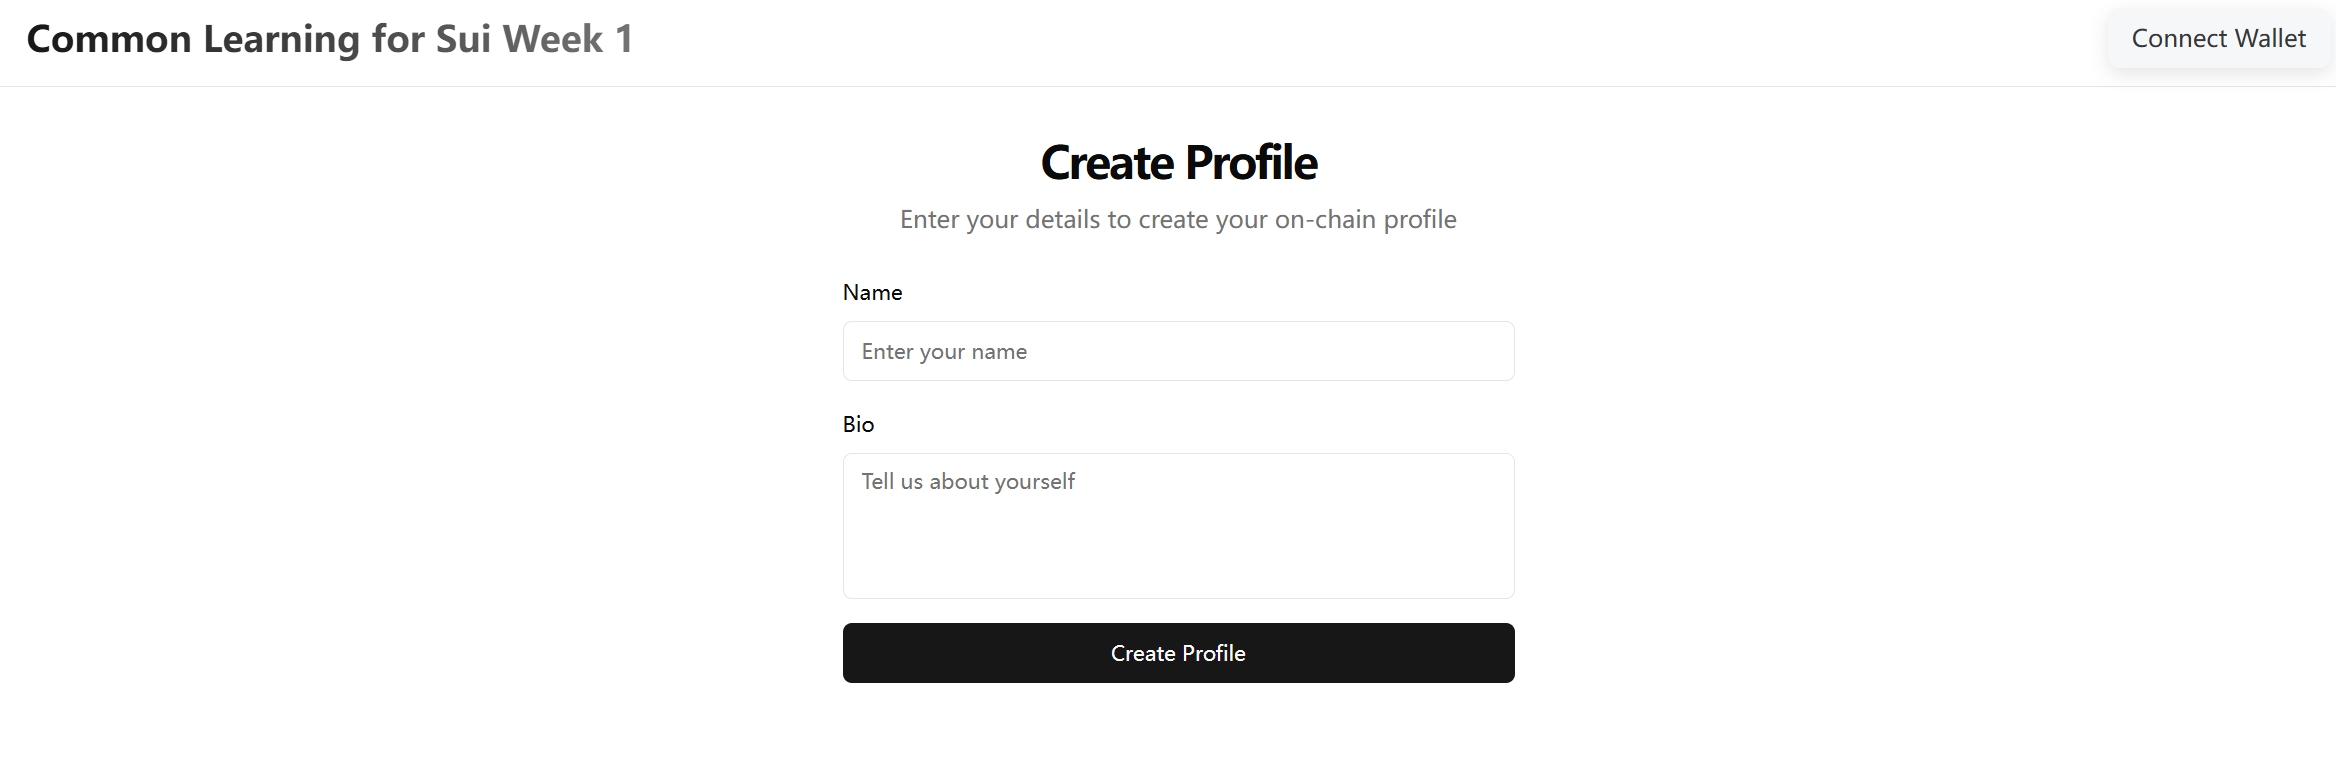 Common Learning for Sui Week 1
Connect Wallet
Create Profile
Enter your details to create your on-chain profile
Name
Enter your name
Bio
Tell us about yourself
Create Profile